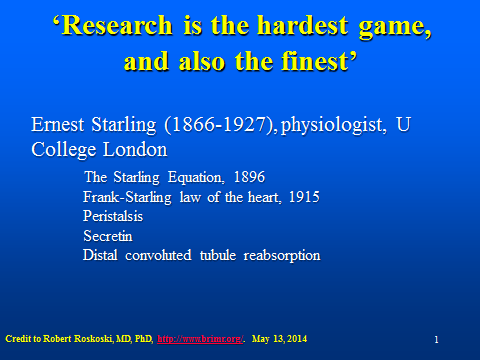 ‘Research is the hardest game,
and also the finest’
Ernest Starling (1866-1927), physiologist, U
College London
The Starling Equation, 1896
Frank-Starling law of the heart, 1915
Peristalsis
Secretin
Distal convoluted tubule reabsorption
Credit to Robert Roskoski, MD, PhD, http://www.brimr.org/. May 13, 2014
1